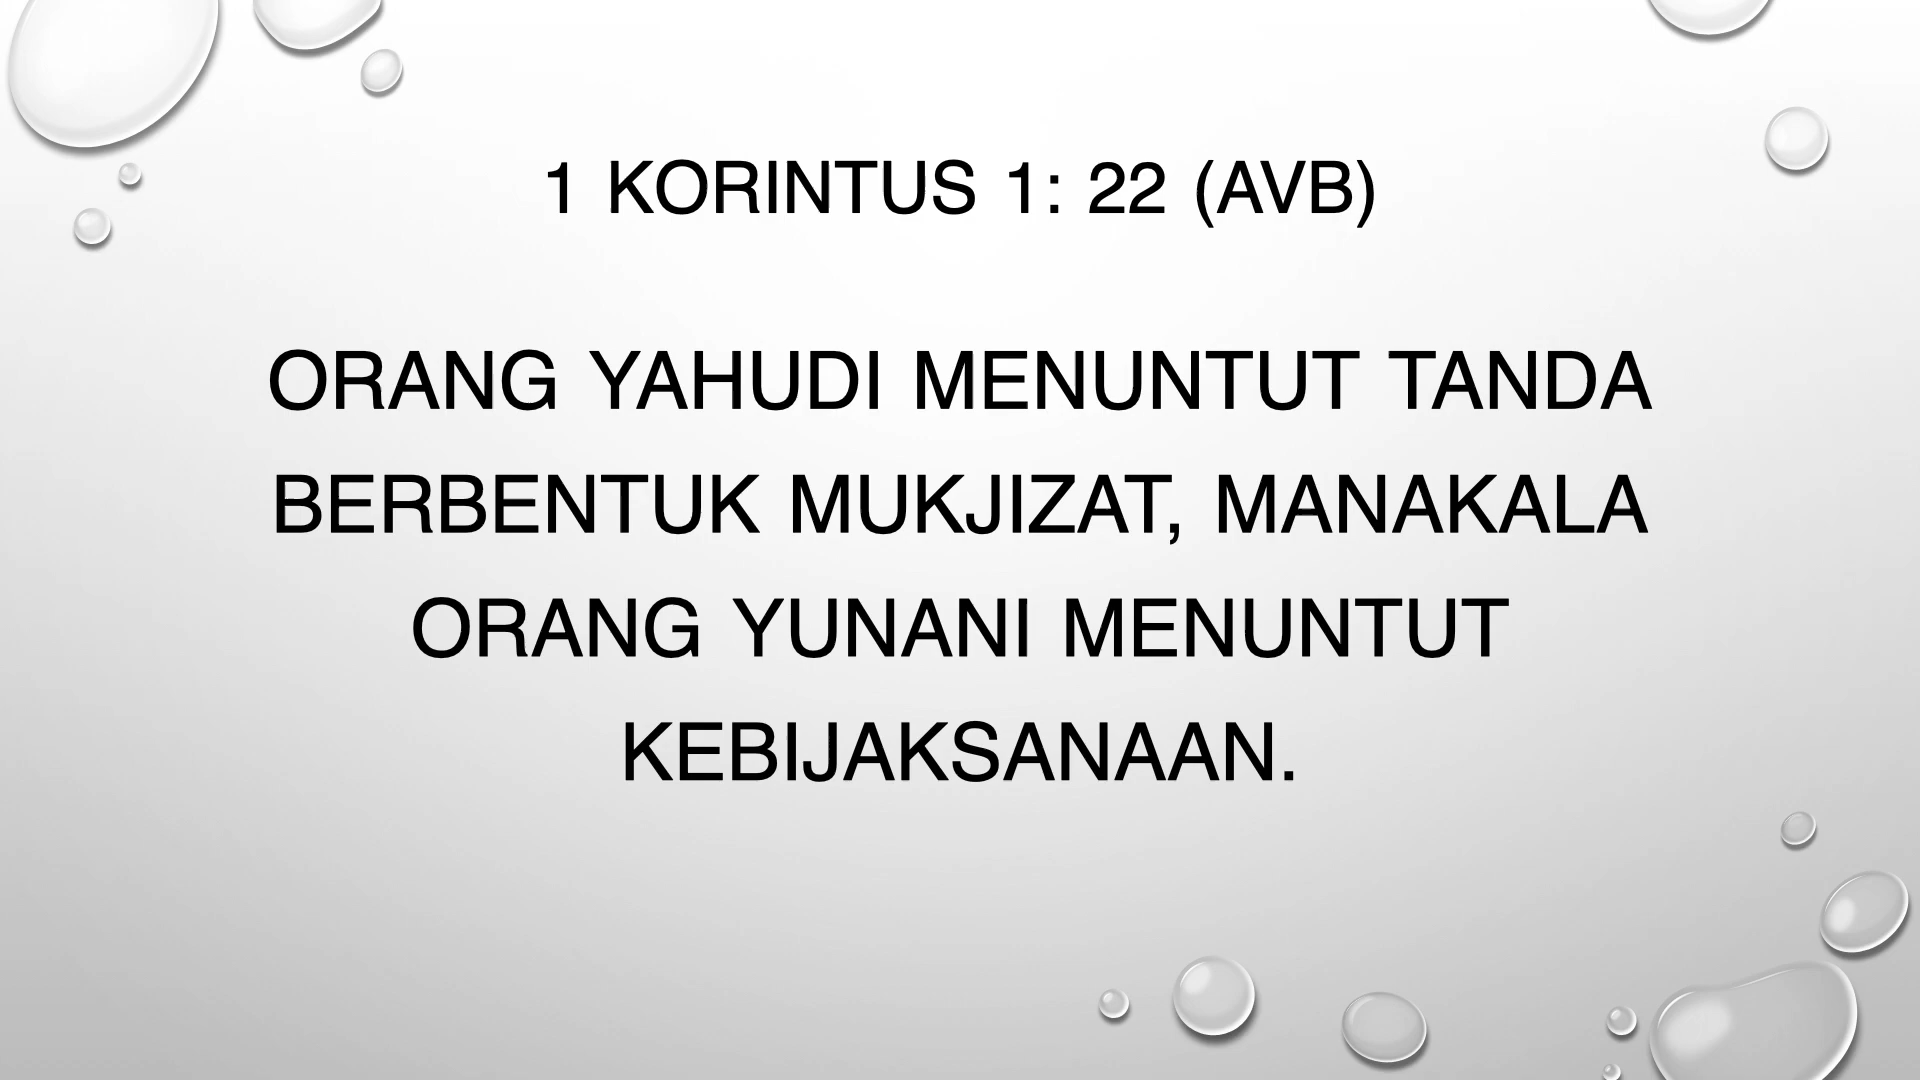 1 KORINTUS 1: 22 (AVB)
ORANG YAHUDI MENUNTUT TANDA
BERBENTUK MUKJIZAT, MANAKALA
ORANG YUNANI MENUNTUT
KEBIJAKSANAAN.